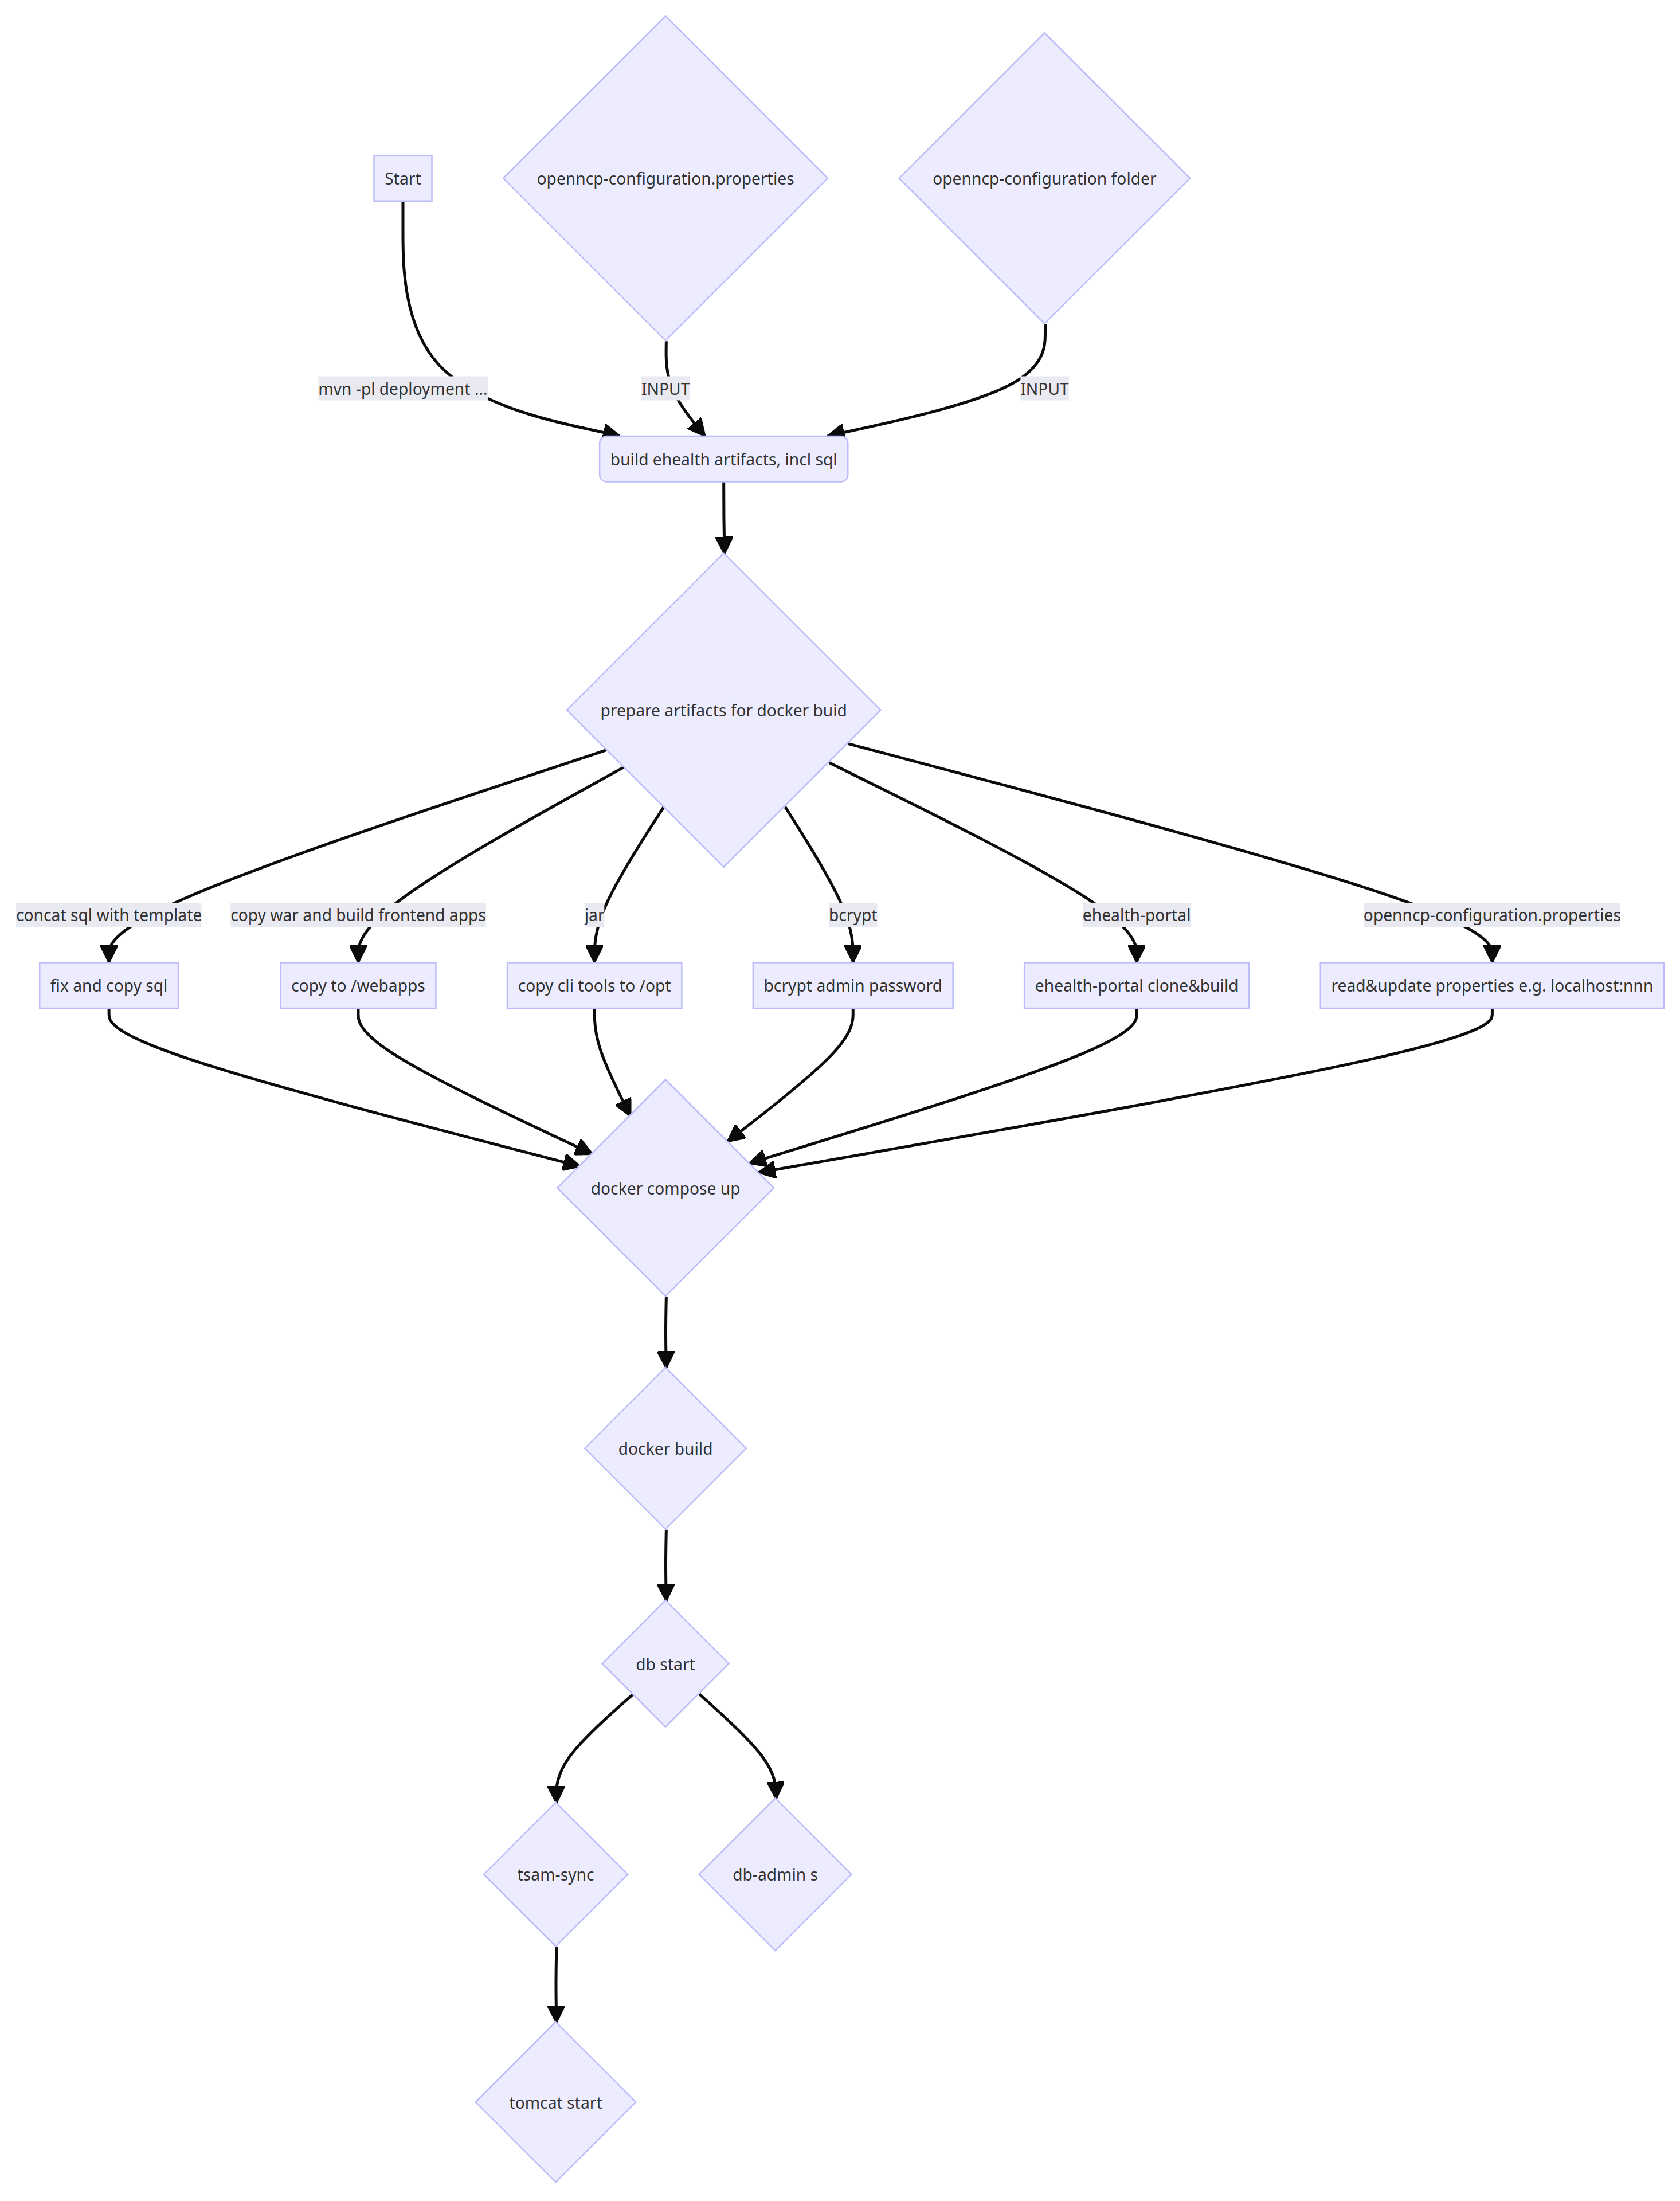 Start
openncp-configuration.properties
openncp-configuration folder
mvn -pl deployment ...
INPUT
INPUT
build ehealth artifacts, incl sql
prepare artifacts for docker buid
concat sql with template
copy war and build frontend apps
jar
bcrypt
ehealth-portal
openncp-configuration.properties
fix and copy sql
copy to /webapps
copy cli tools to /opt
bcrypt admin password
ehealth-portal clone&build
read&update properties e.g. localhost:nnn
docker compose up
docker build
db start
tsam-sync
db-admin s
tomcat start